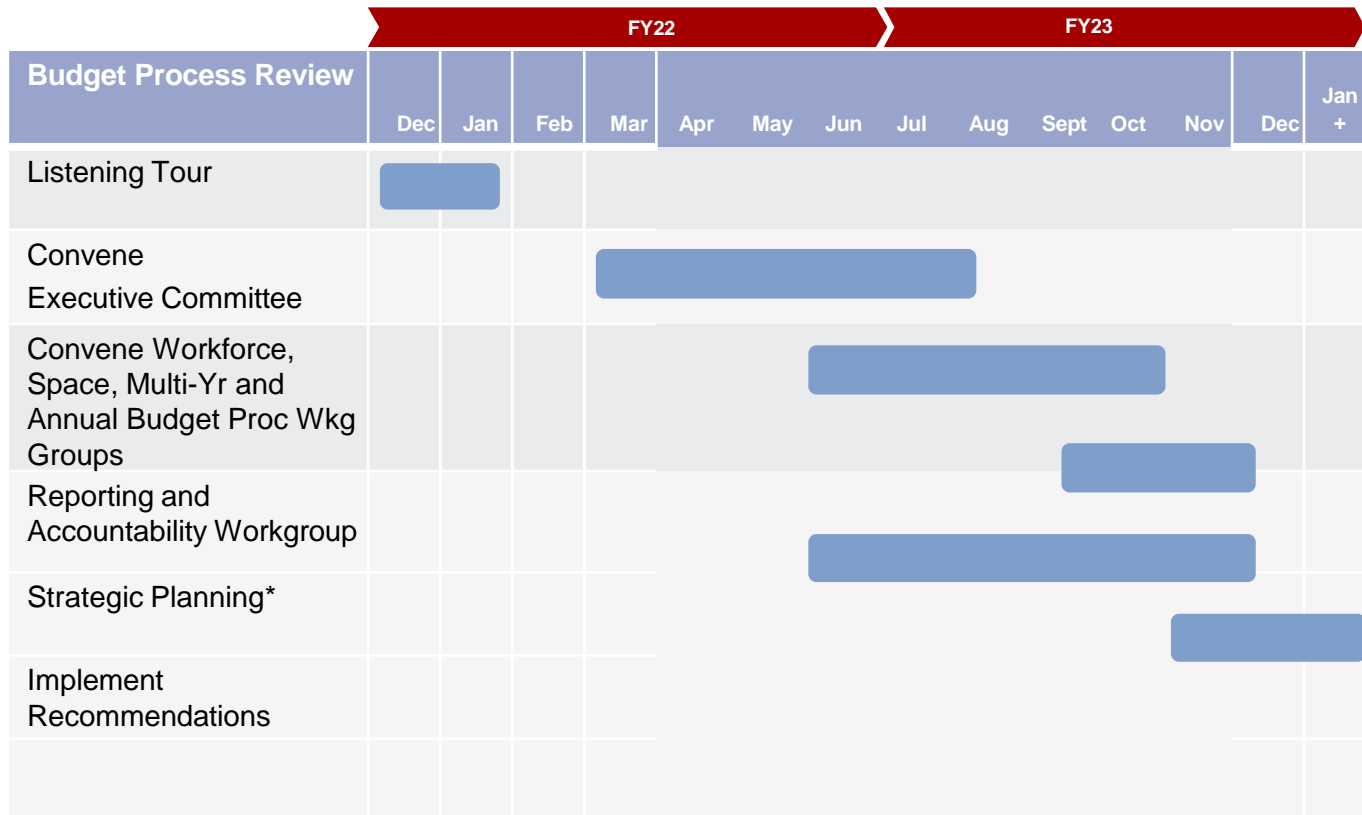 FY22 FY23
Budget Process Review
Dec Jan Feb Mar Apr May Jun Jul Aug Sept Oct Nov Dec Jan
+
Listening Tour
Convene
Executive Committee
Convene Workforce,
Space, Multi-Yr and
Annual Budget Proc Wkg
Groups
Reporting and
Accountability Workgroup
Strategic Planning*
Implement
Recommendations